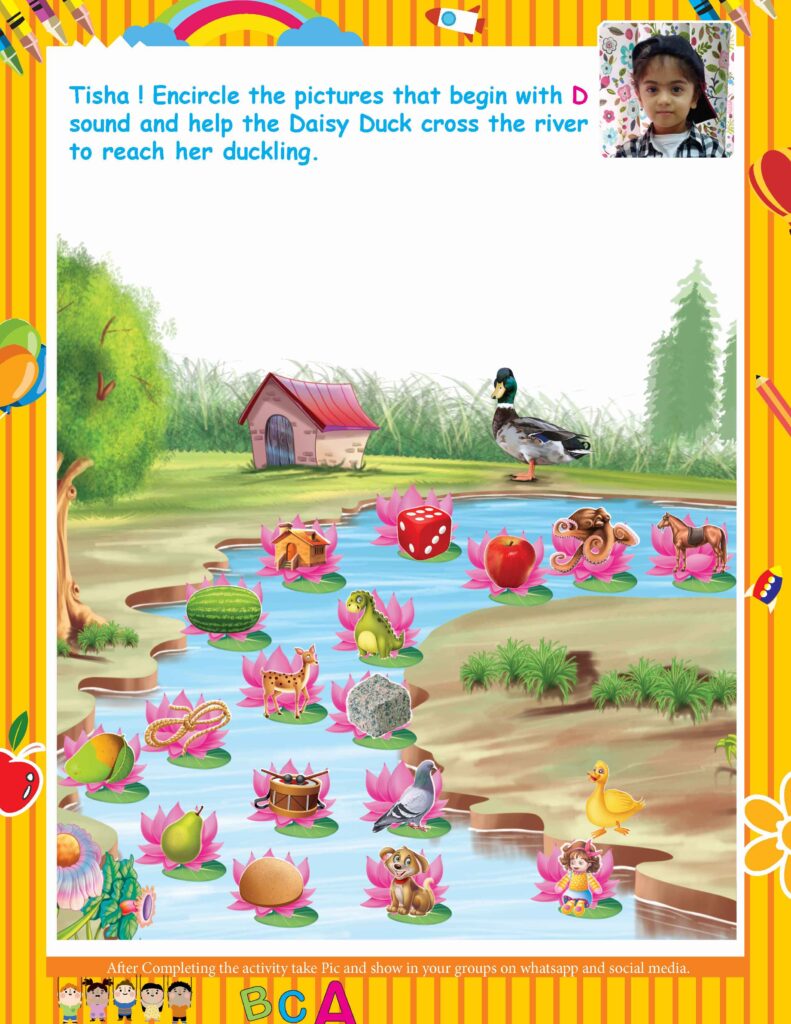 Tisha ! Encircle the pictures that begin with D
sound and help the Daisy Duck cross the river
to reach her duckling.
After Completing the activity take Pic and show in your groups on whatsapp and social media.
BCA